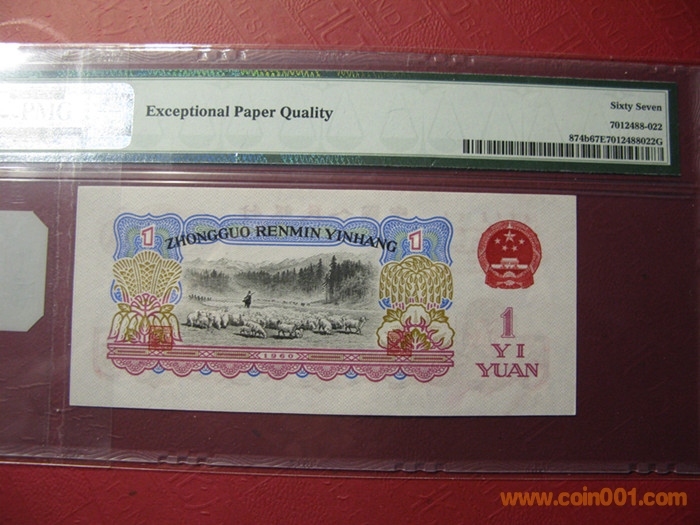 PMG
Exceptional Paper Quality
Sixty Seven
7012488-022
874b67E7012488022G
1
ZHONGGUO RENMIN YINHANG
1
1960
1
YI
YUAN
www.coin001.com